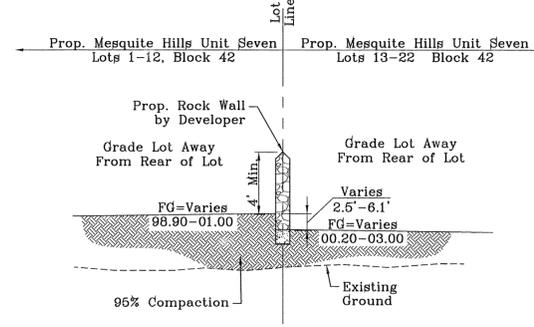 Lot
Line
Prop. Mesquite Hills Unit Seven
Lots 1-12, Block 42
Prop. Mesquite Hills Unit Seven
Lots 13-22 Block 42
Prop. Rock Wall
by Developer
Grade Lot Away
From Rear of Lot
Grade Lot Away
From Rear of Lot
4' Min.
Varies
2.5'-6.1'
FG=Varies
98.90-01.00
FG=Varies
00.20-03.00
95% Compaction
Existing
Ground